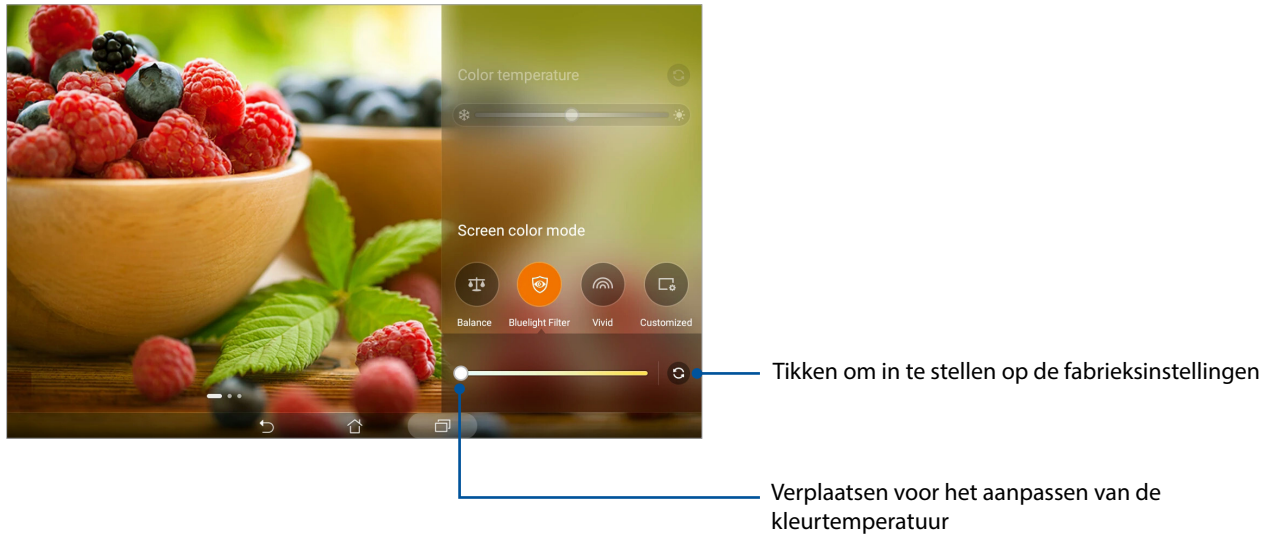 Color temperature
Screen color mode
Balance Bluelight Filter Vivid Customized
Tikken om in te stellen op de fabrieksinstellingen
Verplaatsen voor het aanpassen van de
kleurtemperatuur